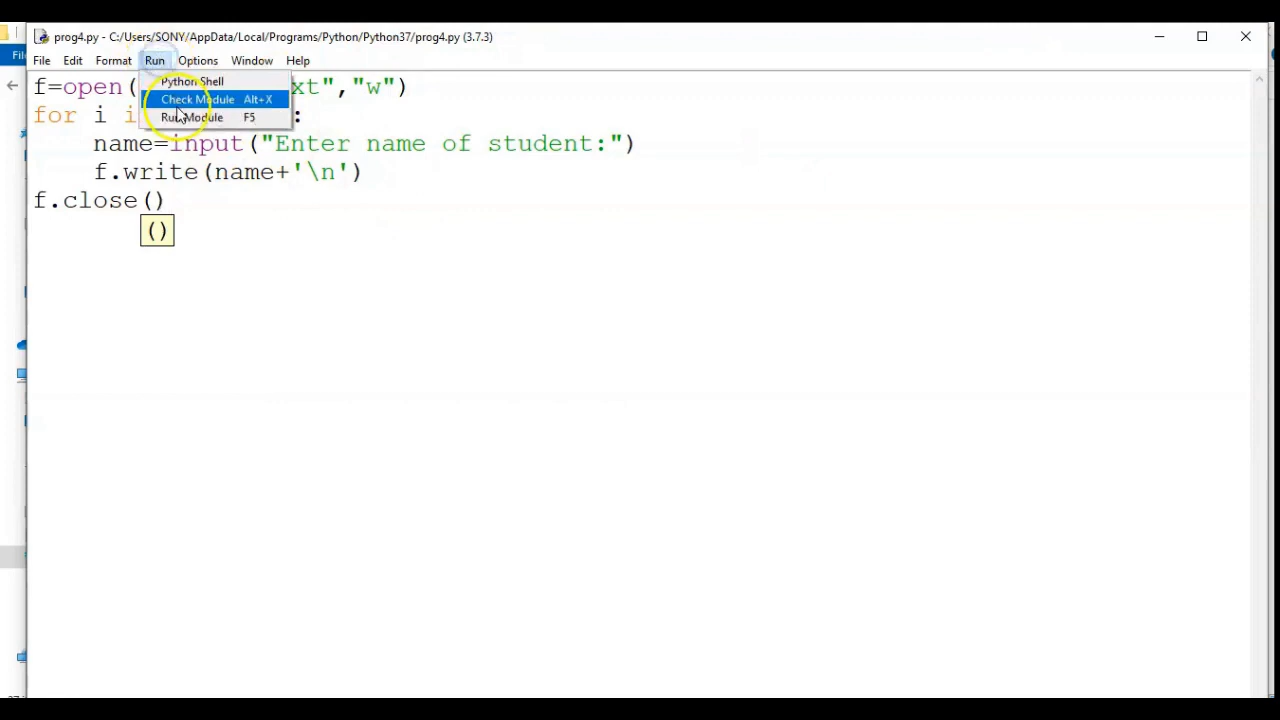 prog4.py - C:/Users/SONY/AppData/Local/Programs/Python/Python37/prog4.py (3.7.3)
File Edit Format Run Options Window Help
Python Shell
Check Module Alt+X
Run Module F5
f=open( xt","w")
for i i :
name=input("Enter name of student:")
f.write(name+'\n')
f.close()
()